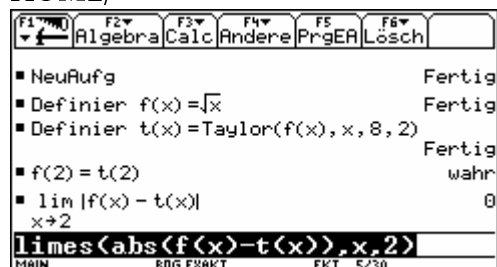 F1 F2 F3 F4 F5 F6
Algebra Calc Andere PrgEA Lösch
▪ NeuAufg Fertig
▪ Definier f(x)=√x Fertig
▪ Definier t(x)=Taylor(f(x),x,8,2)
Fertig
▪ f(2) = t(2) wahr
▪ lim |f(x) - t(x)| 0
x→2
limes(abs(f(x)-t(x)),x,2)
MAIN BOG EXAKT FKT 5/30